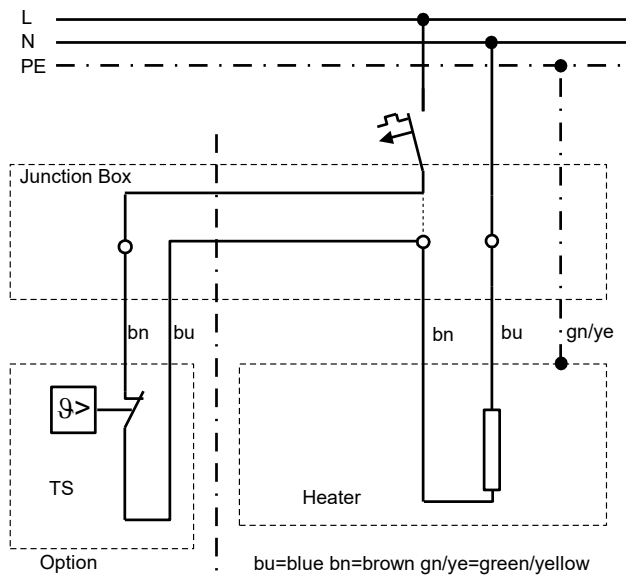 L
N
PE
Junction Box
bn
bu
bn
bu
gn/ye
ϑ>
TS
Heater
Option
bu=blue bn=brown gn/ye=green/yellow